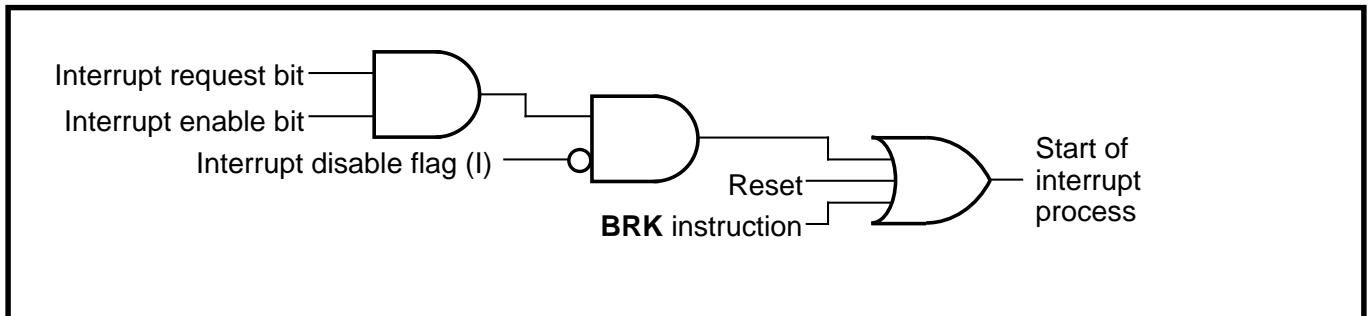 Interrupt request bit
Interrupt enable bit
Interrupt disable flag (I)
Reset
BRK instruction
Start of
interrupt
process